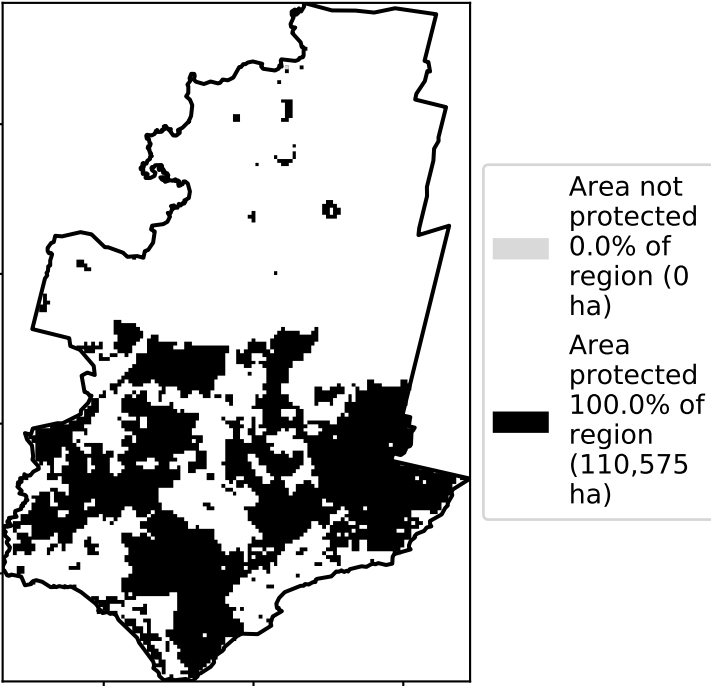 Area not
protected
0.0% of
region (0
ha)
Area
protected
100.0% of
region
(110,575
ha)